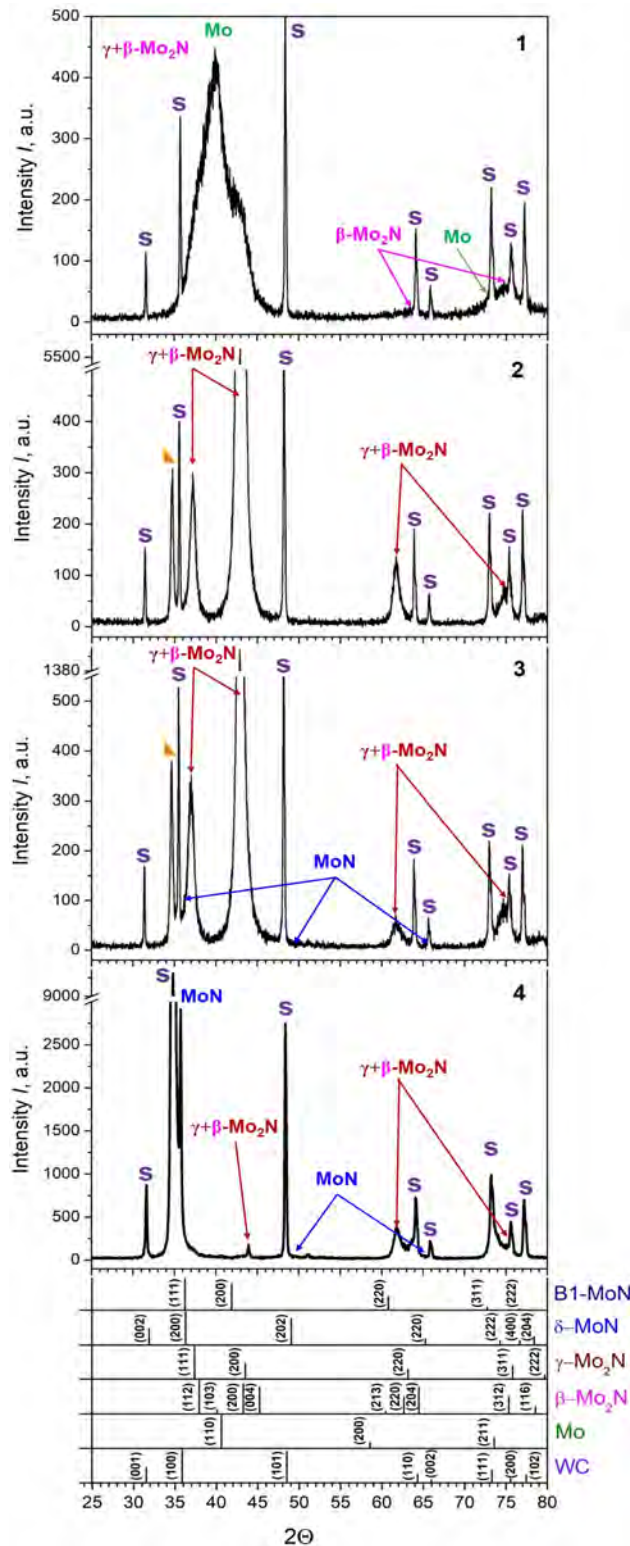 500
400
300
200
100
0
Intensity I, a.u.
γ+β-Mo₂N
Mo
S
S
S
β-Mo₂N
S
S
Mo
S
S
S
1
5500
400
300
200
100
0
Intensity I, a.u.
γ+β-Mo₂N
S
S
S
γ+β-Mo₂N
S
S
S
S
S
2
1380
500
400
300
200
100
0
Intensity I, a.u.
γ+β-Mo₂N
S
S
S
MoN
γ+β-Mo₂N
S
S
S
S
S
3
9000
2500
2000
1500
1000
500
0
Intensity I, a.u.
S
MoN
S
S
γ+β-Mo₂N
MoN
γ+β-Mo₂N
S
S
S
S
S
4
(111) (200) (220) (311) (222) B1-MoN
(002) (200) (202) (220) (222) (400) (204) δ–MoN
(111) (200) (220) (311) (222) γ–Mo₂N
(112) (103) (200) (004) (213) (220) (204) (312) (116) β–Mo₂N
(110) (200) (211) Mo
(001) (100) (101) (110) (002) (111) (200) (102) WC
25 30 35 40 45 50 55 60 65 70 75 80
2Θ